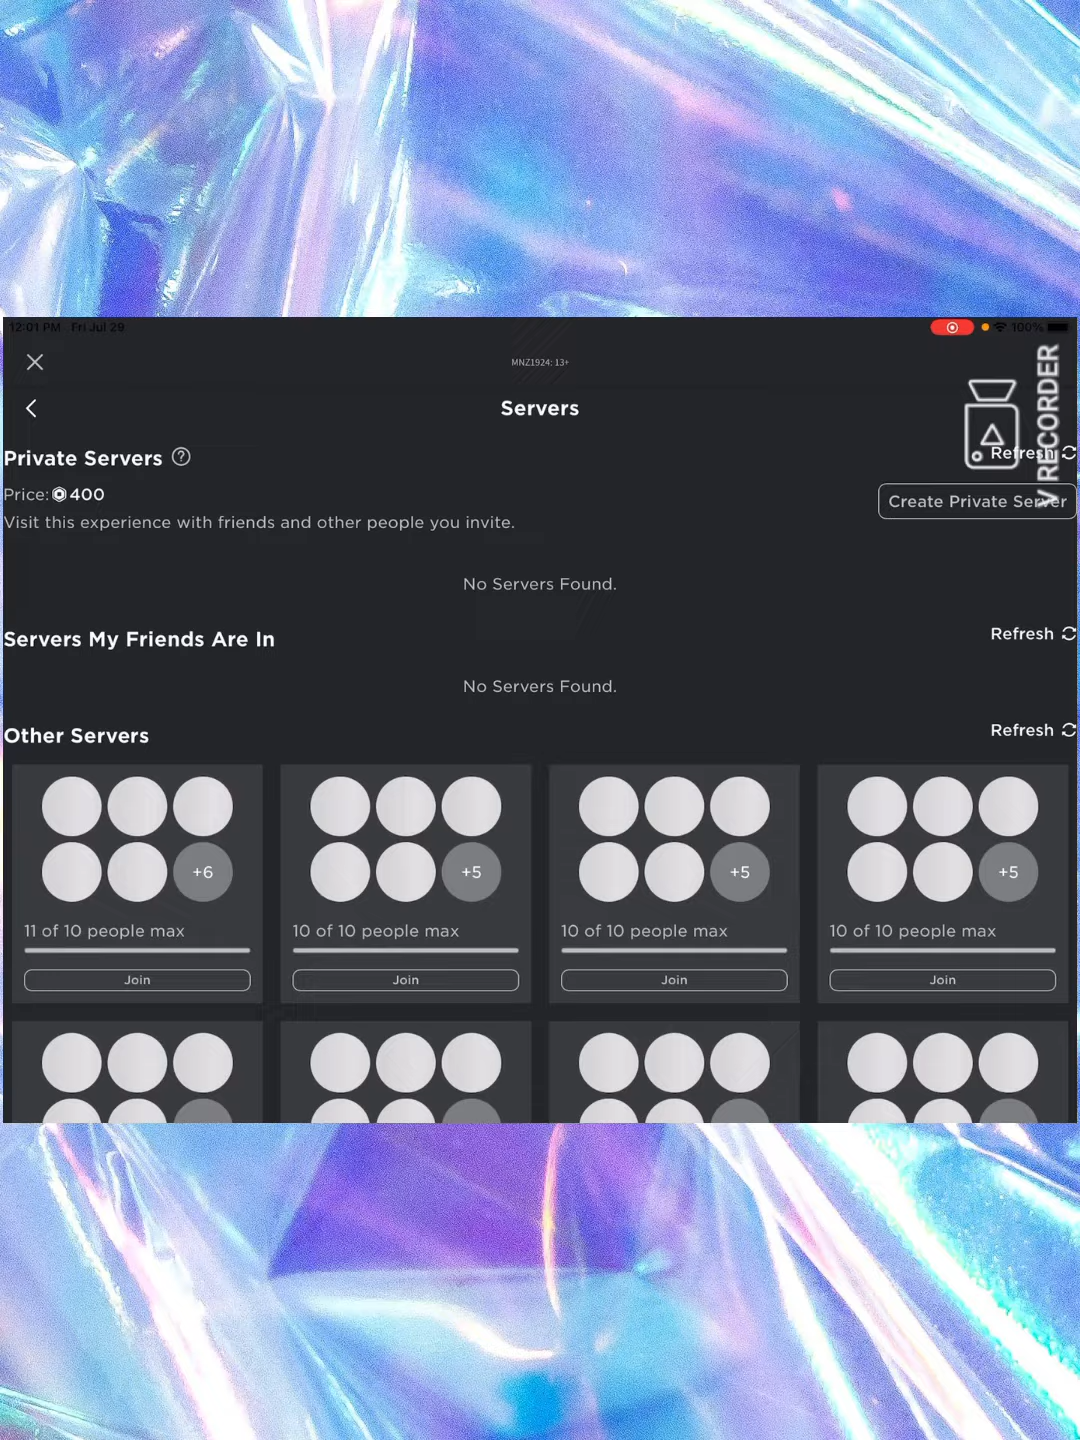 12:01 PM Fri Jul 29
100%
MNZ1924: 13+
Servers
V RECORDER
Private Servers ?
Refresh
Price: 400
Create Private Server
Visit this experience with friends and other people you invite.
No Servers Found.
Servers My Friends Are In
Refresh
No Servers Found.
Other Servers
Refresh
+6 +5 +5 +5
11 of 10 people max 10 of 10 people max 10 of 10 people max 10 of 10 people max
Join Join Join Join